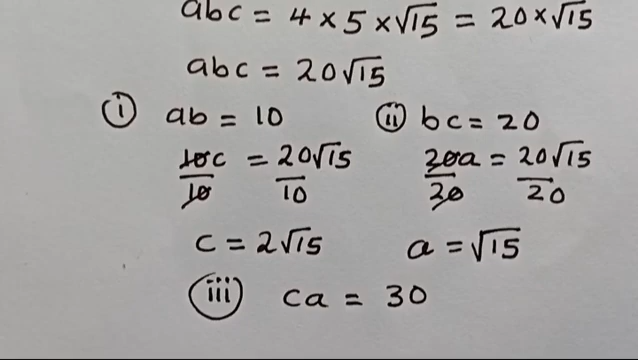 abc = 4 × 5 × √15 = 20 × √15
abc = 20√15
(i) ab = 10 (ii) bc = 20
10c/10 = 20√15/10 20a/20 = 20√15/20
c = 2√15 a = √15
(iii) ca = 30